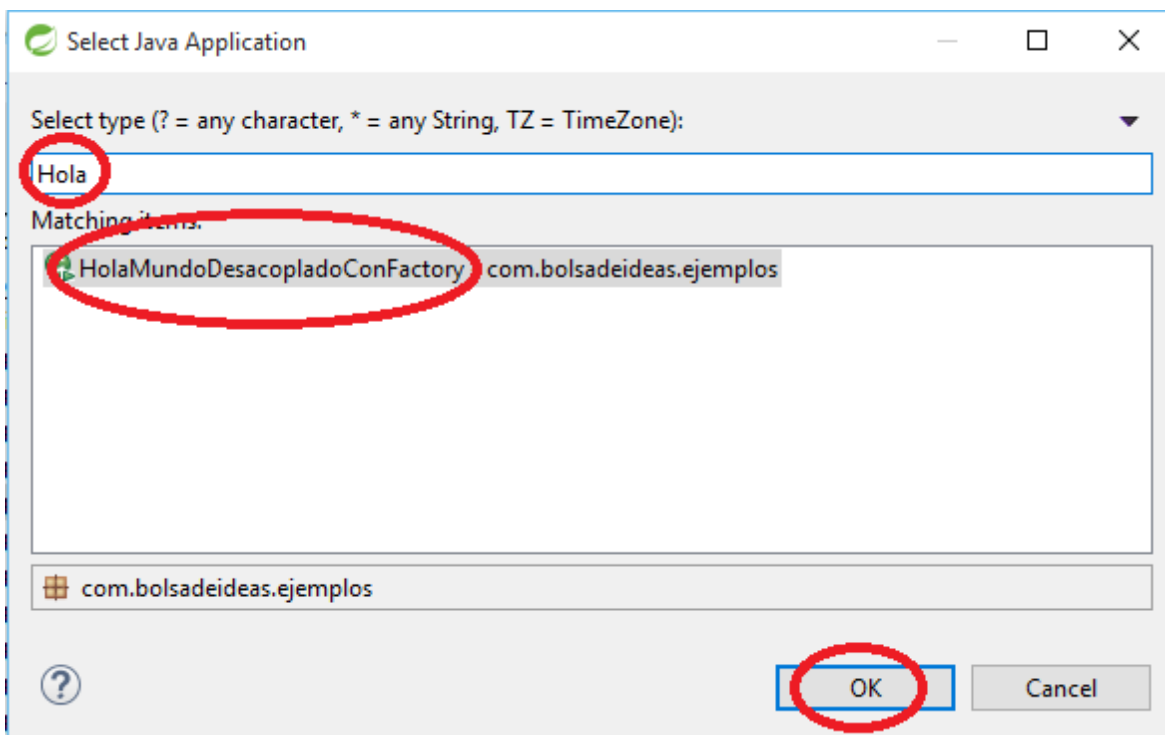 Select Java Application
Select type (? = any character, * = any String, TZ = TimeZone):
Hola
Matching items:
HolaMundoDesacopladoConFactory - com.bolsadeideas.ejemplos
com.bolsadeideas.ejemplos
OK Cancel